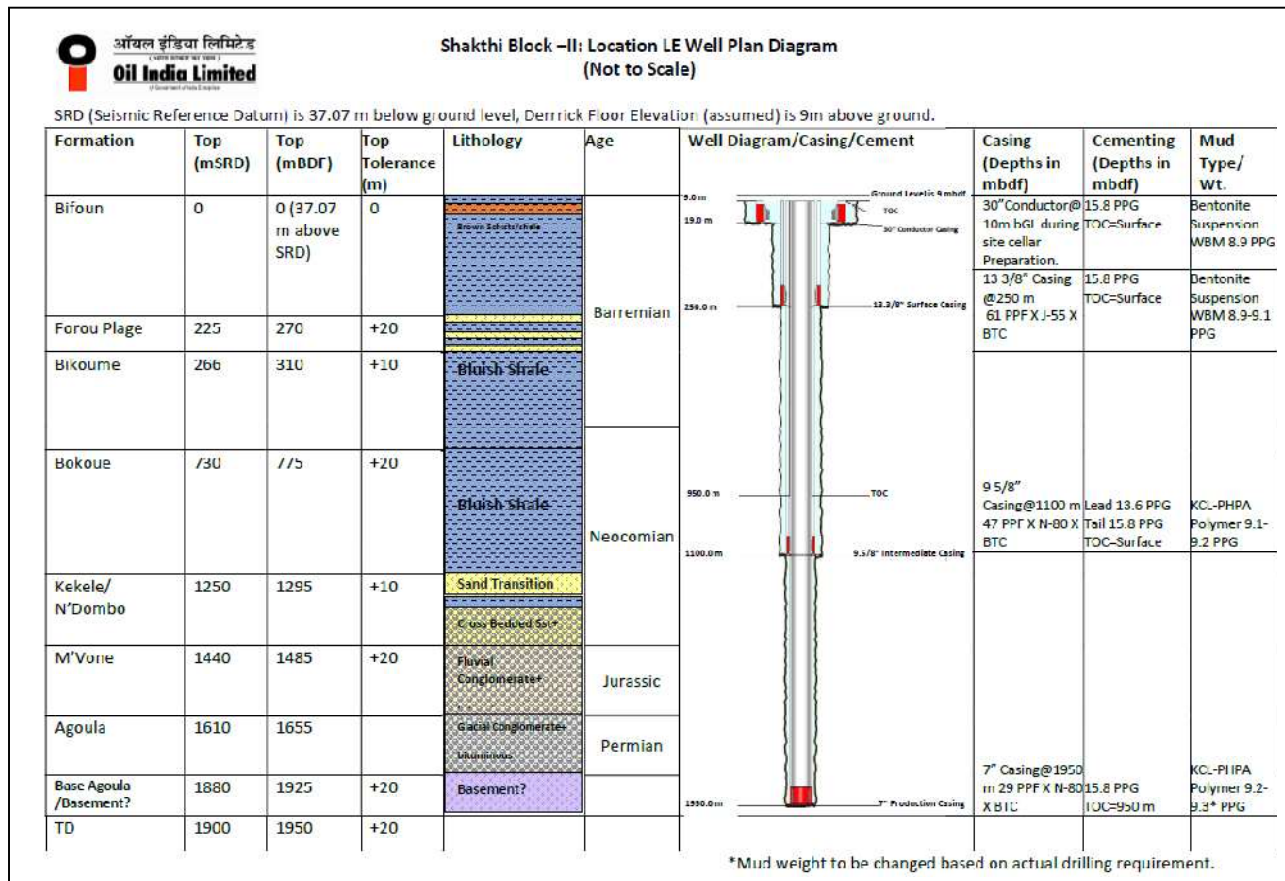 ऑयल इंडिया लिमिटेड
Oil India Limited
Shakthi Block –II: Location LE Well Plan Diagram
(Not to Scale)
SRD (Seismic Reference Datum) is 37.07 m below ground level, Derrrick Floor Elevation (assumed) is 9m above ground.
Formation
Top
(mSRD)
Top
(mBDF)
Top
Tolerance
(m)
Lithology
Age
Well Diagram/Casing/Cement
Casing
(Depths in
mbdf)
Cementing
(Depths in
mbdf)
Mud
Type/
Wt.
Bifoun
0
0 (37.07
m above
SRD)
0
Brown Schists/shale
Forou Plage
225
270
+20
Bikoume
266
310
+10
Bluish Shale
Bokoue
730
775
+20
Bluish Shale
Kekele/
N'Dombo
1250
1295
+10
Sand Transition
Cross Bedded Sst+
M'Vone
1440
1485
+20
Fluvial
Conglomerate+
Agoula
1610
1655
Glacial Conglomerate+
bituminous
Base Agoula
/Basement?
1880
1925
+20
Basement?
TD
1900
1950
+20
Barremian
Neocomian
Jurassic
Permian
9.0m
Ground Level is 9 mbdf
TOC
19.0 m
30" Conductor Casing
250.0 m
13.3/8" Surface Casing
950.0 m
TOC
1100.0m
9.5/8" Intermediate Casing
1950.0m
7" Production Casing
30"Conductor@
10m bGL during
site cellar
Preparation.
15.8 PPG
TOC=Surface
Bentonite
Suspension
WBM 8.9 PPG
13 3/8" Casing
@250 m
61 PPF X J-55 X
BTC
15.8 PPG
TOC=Surface
Bentonite
Suspension
WBM 8.9-9.1
PPG
9 5/8"
Casing@1100 m
47 PPF X N-80 X
BTC
Lead 13.6 PPG
Tail 15.8 PPG
TOC=Surface
KCL-PHPA
Polymer 9.1-
9.2 PPG
7" Casing@1950
m 29 PPF X N-80
X BTC
15.8 PPG
TOC=950 m
KCL-PHPA
Polymer 9.2-
9.3* PPG
*Mud weight to be changed based on actual drilling requirement.